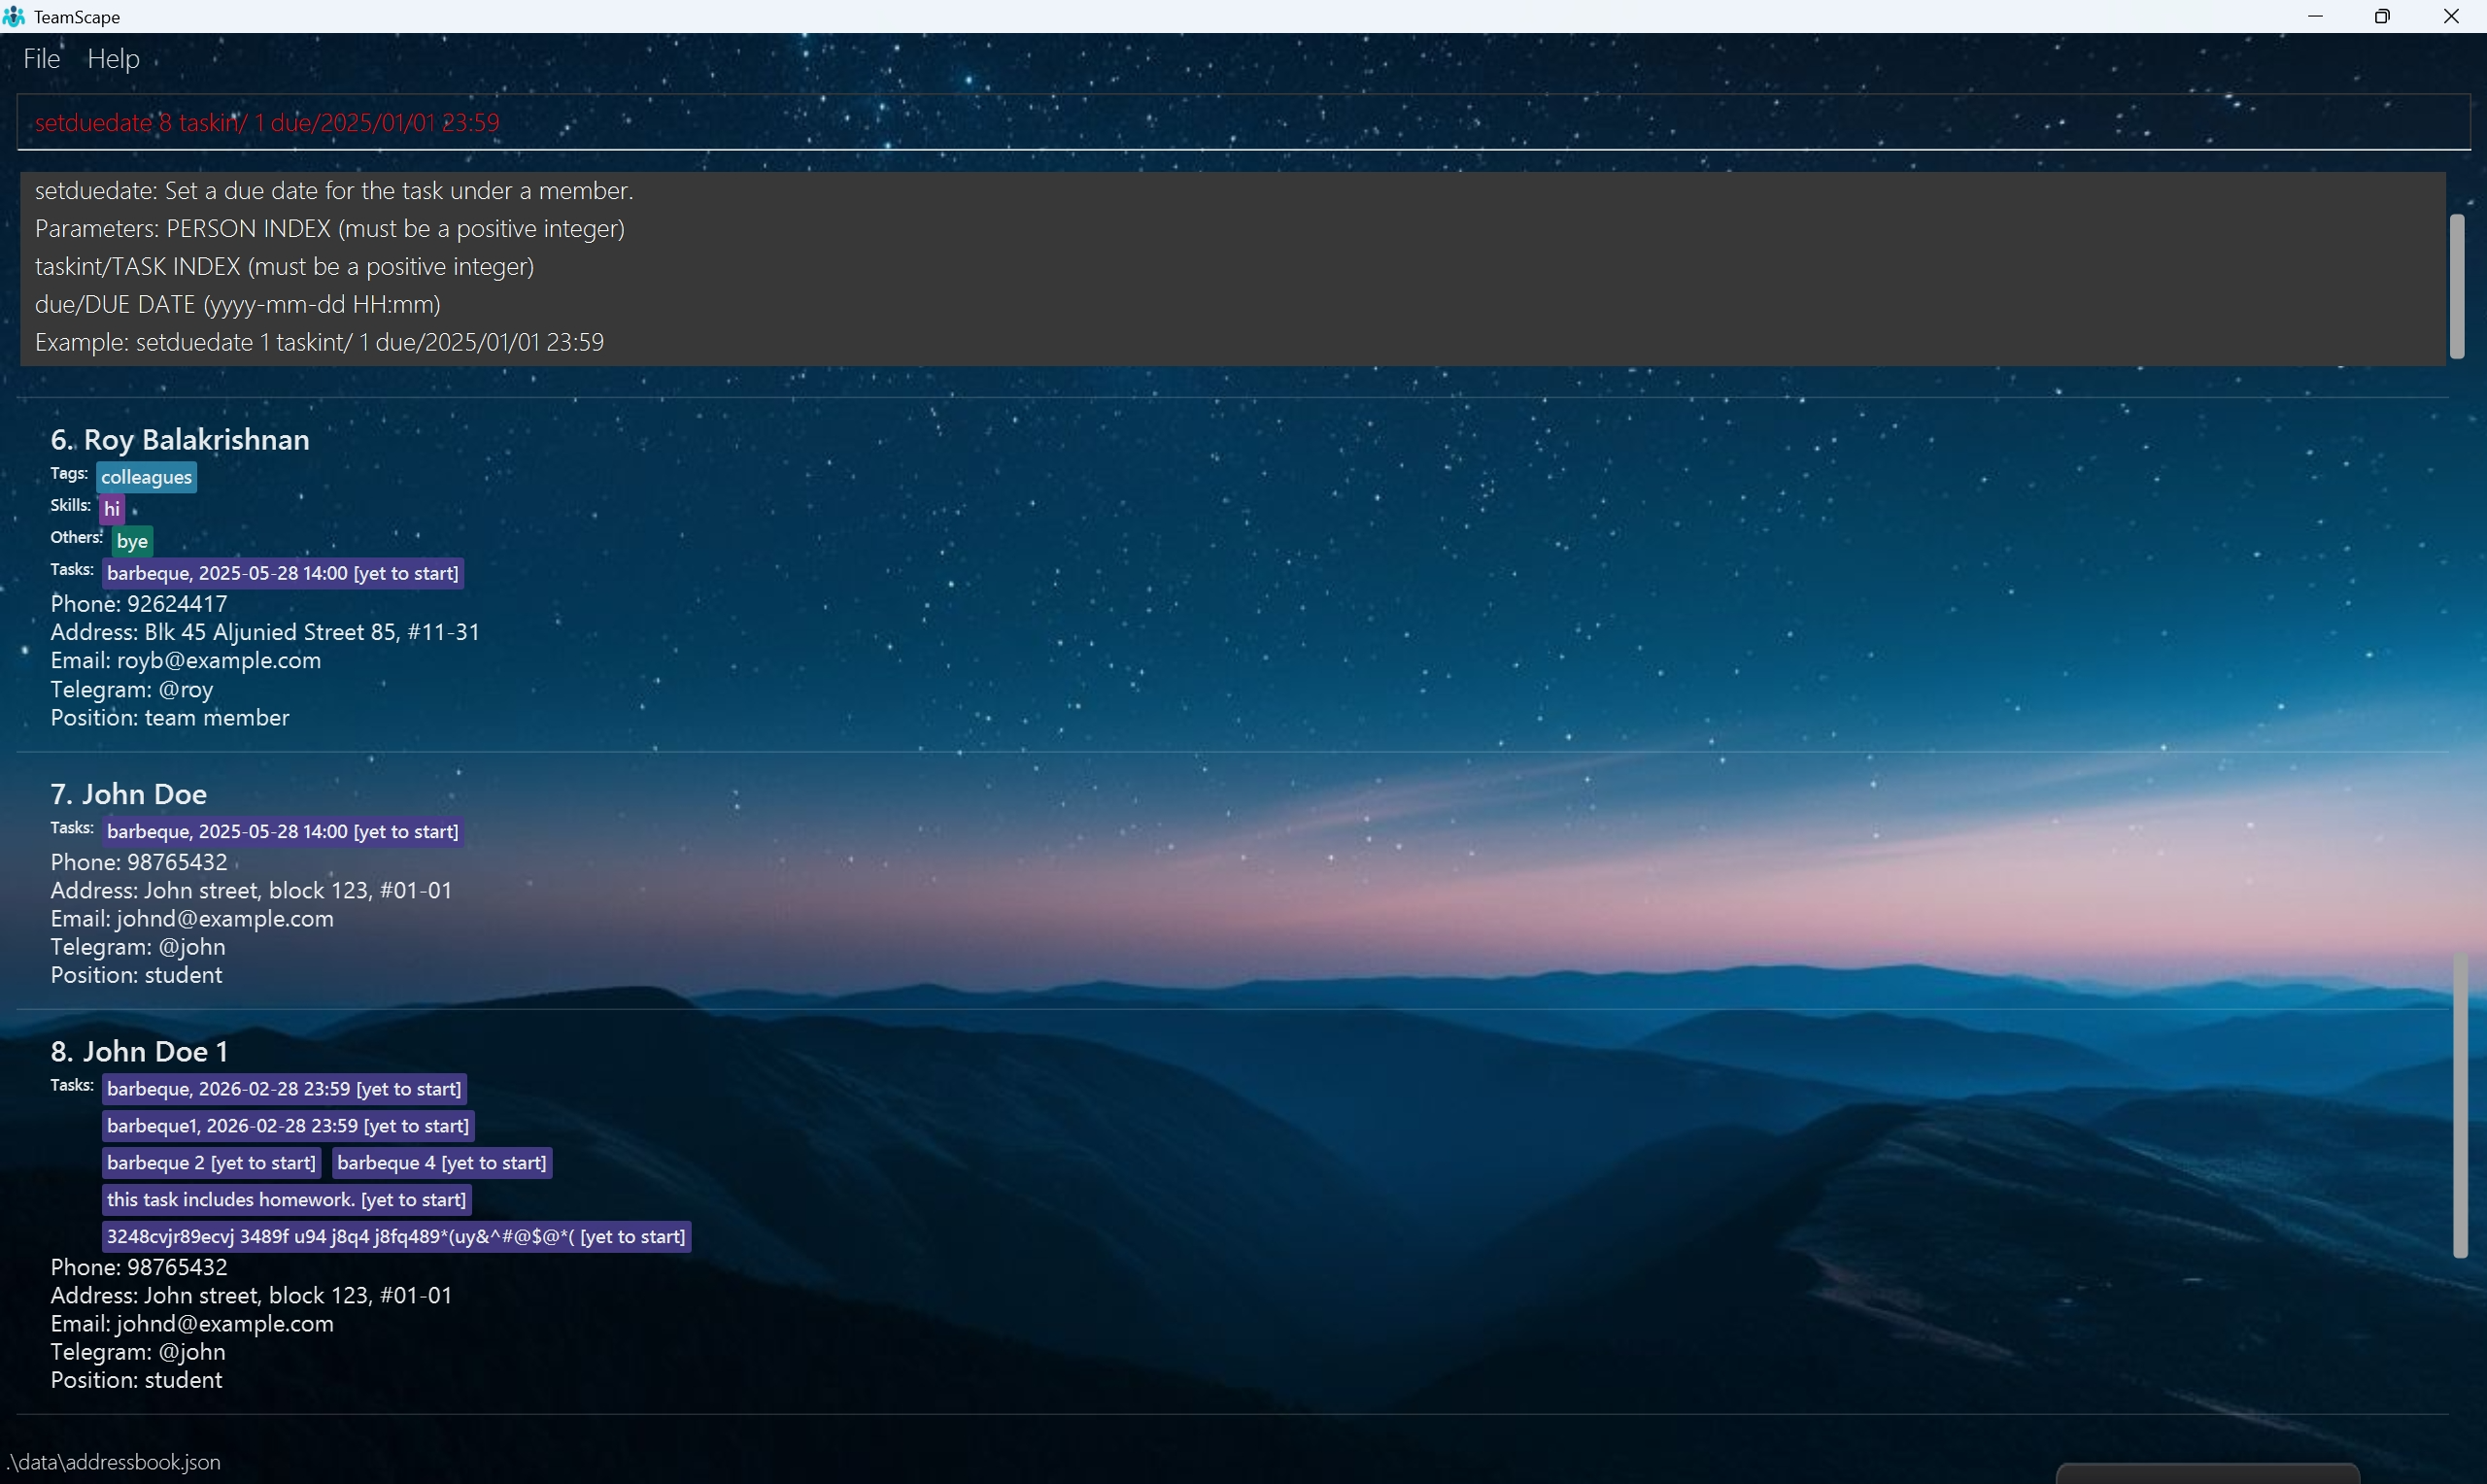 TeamScape
File Help
setduedate 8 taskin/ 1 due/2025/01/01 23:59
setduedate: Set a due date for the task under a member.
Parameters: PERSON INDEX (must be a positive integer)
taskint/TASK INDEX (must be a positive integer)
due/DUE DATE (yyyy-mm-dd HH:mm)
Example: setduedate 1 taskint/ 1 due/2025/01/01 23:59
6. Roy Balakrishnan
Tags: colleagues
Skills: hi
Others: bye
Tasks: barbeque, 2025-05-28 14:00 [yet to start]
Phone: 92624417
Address: Blk 45 Aljunied Street 85, #11-31
Email: royb@example.com
Telegram: @roy
Position: team member
7. John Doe
Tasks: barbeque, 2025-05-28 14:00 [yet to start]
Phone: 98765432
Address: John street, block 123, #01-01
Email: johnd@example.com
Telegram: @john
Position: student
8. John Doe 1
Tasks: barbeque, 2026-02-28 23:59 [yet to start]
barbeque1, 2026-02-28 23:59 [yet to start]
barbeque 2 [yet to start] barbeque 4 [yet to start]
this task includes homework. [yet to start]
3248cvjr89ecvj 3489f u94 j8q4 j8fq489*(uy&^#@$@*( [yet to start]
Phone: 98765432
Address: John street, block 123, #01-01
Email: johnd@example.com
Telegram: @john
Position: student
.\data\addressbook.json